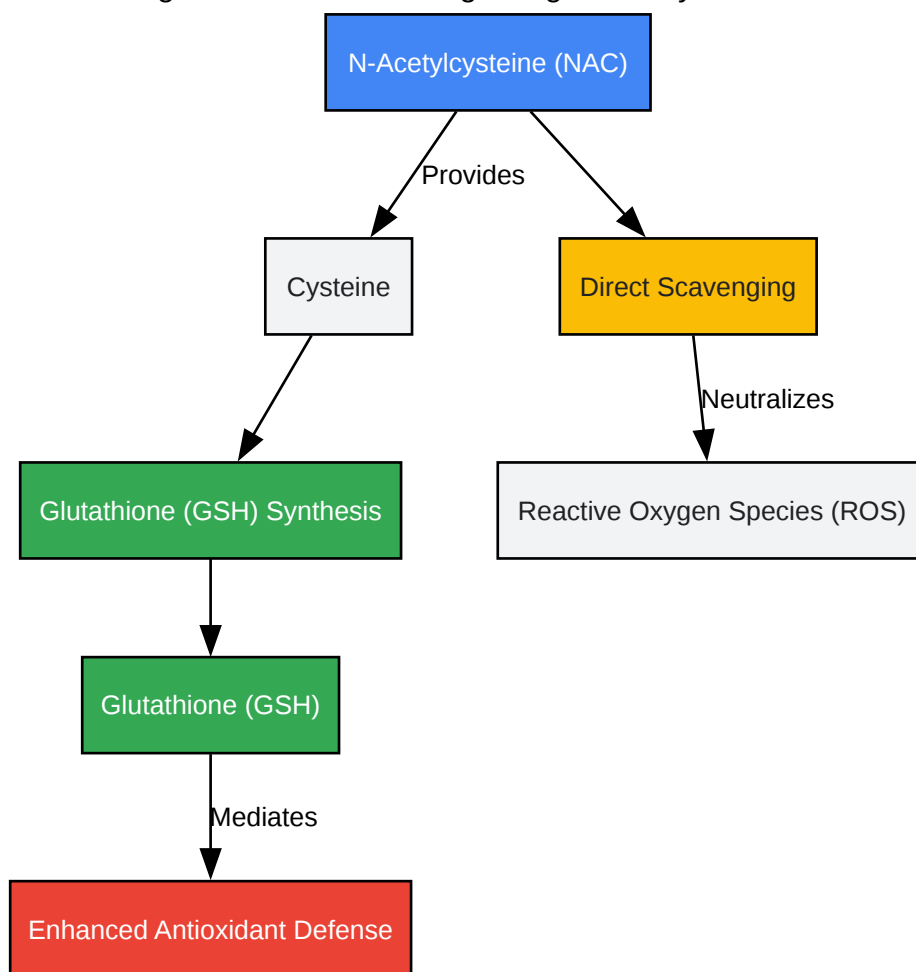 N-Acetylcysteine (NAC)
Provides
Cysteine
Direct Scavenging
Neutralizes
Glutathione (GSH) Synthesis
Reactive Oxygen Species (ROS)
Glutathione (GSH)
Mediates
Enhanced Antioxidant Defense